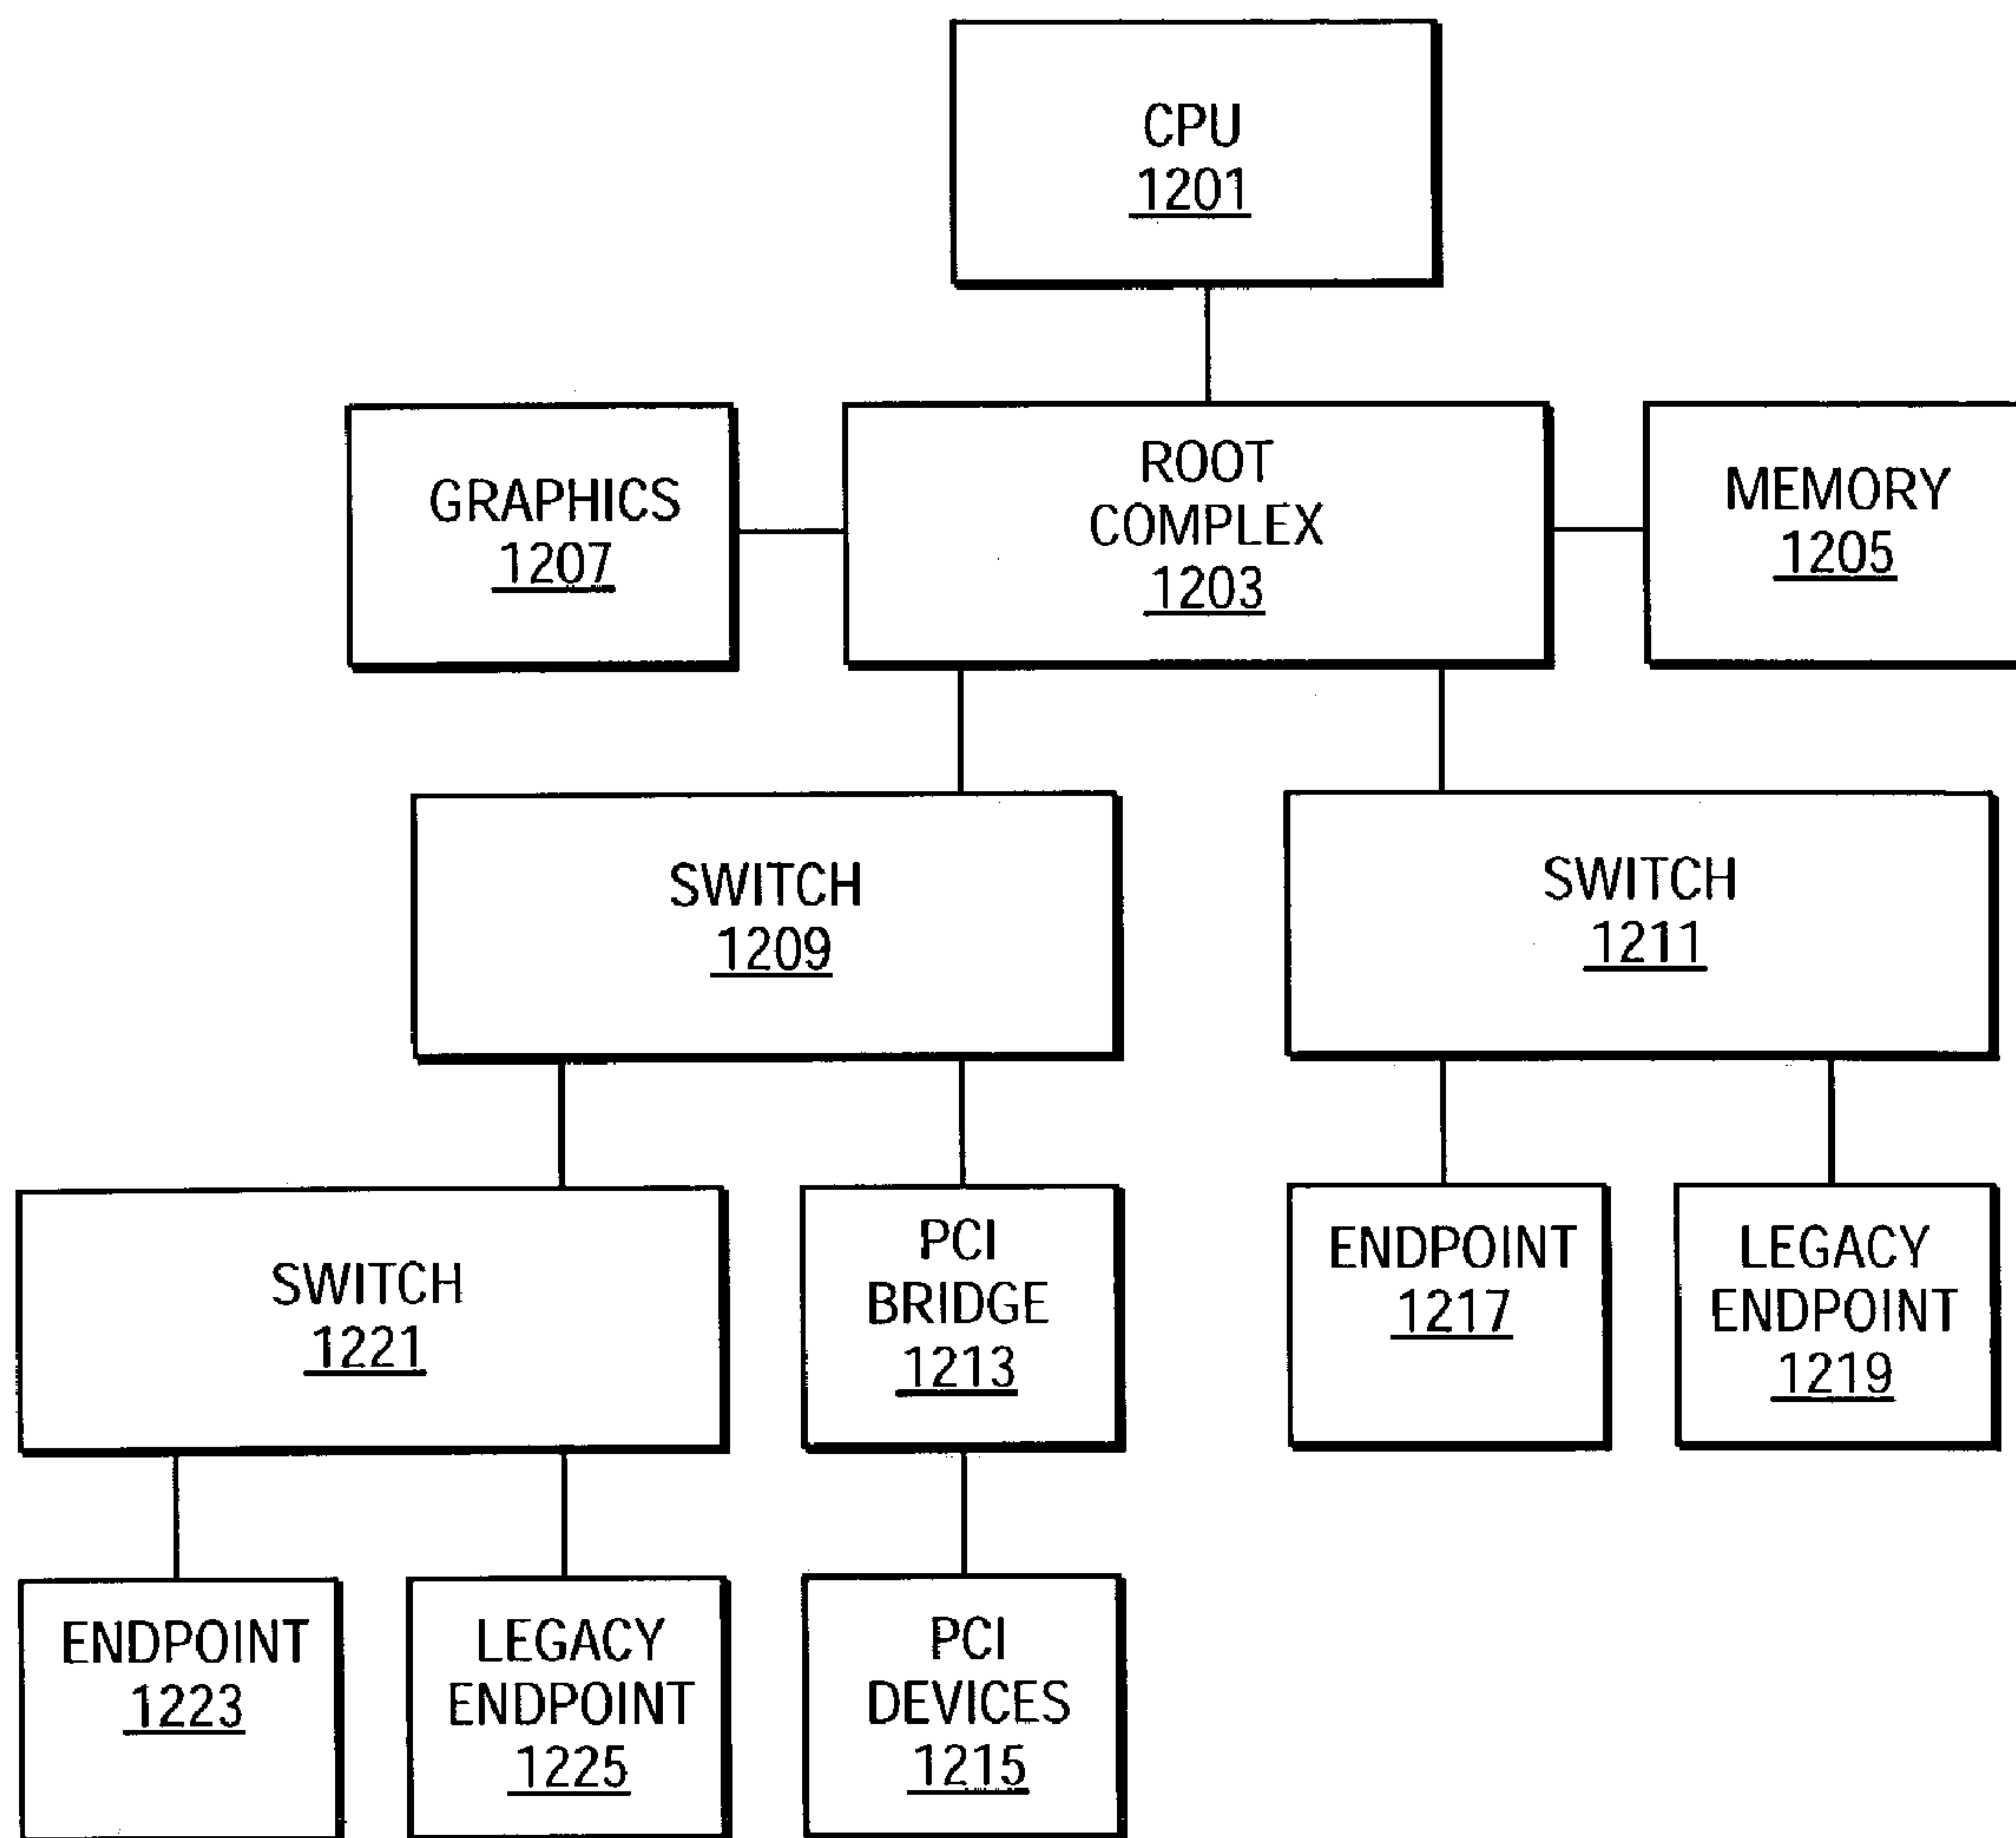 CPU
1201
GRAPHICS
1207
ROOT
COMPLEX
1203
MEMORY
1205
SWITCH
1209
SWITCH
1211
SWITCH
1221
PCI
BRIDGE
1213
ENDPOINT
1217
LEGACY
ENDPOINT
1219
ENDPOINT
1223
LEGACY
ENDPOINT
1225
PCI
DEVICES
1215